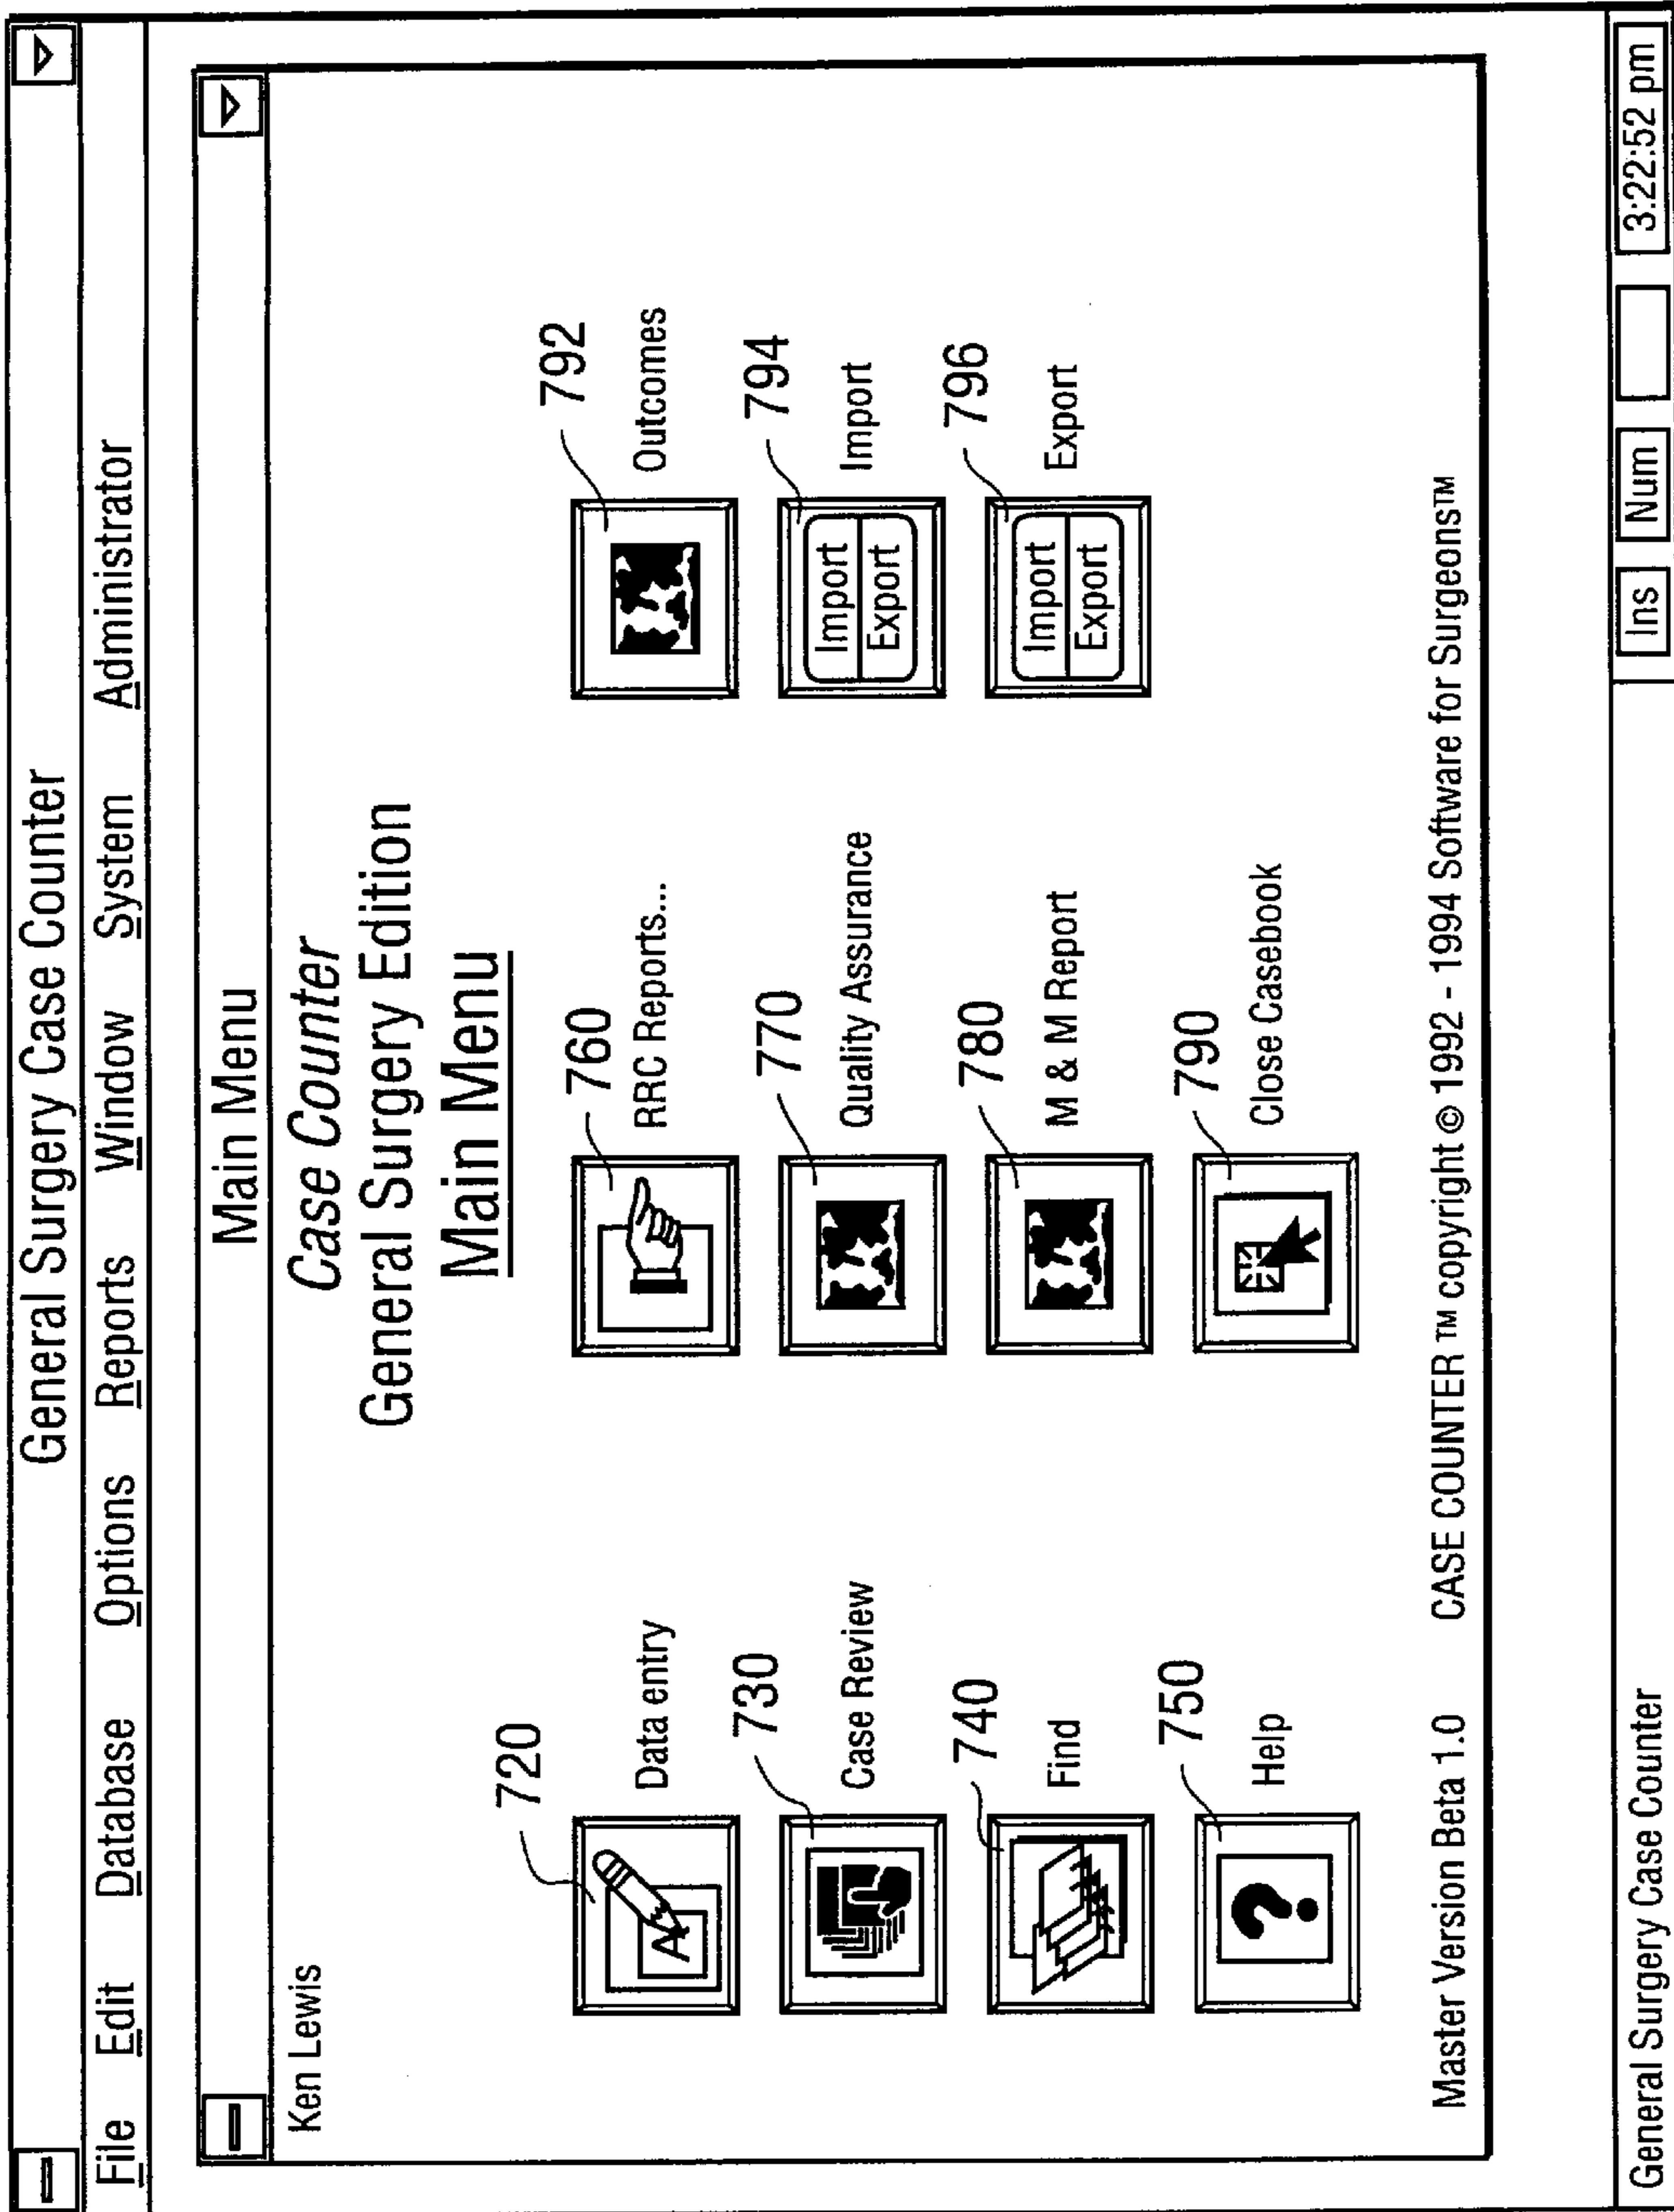 General Surgery Case Counter
File Edit Database Options Reports Window System Administrator
Main Menu
Ken Lewis
Case Counter
General Surgery Edition
Main Menu
720
Data entry
730
Case Review
740
Find
750
Help
760
RRC Reports...
770
Quality Assurance
780
M & M Report
790
Close Casebook
792
Outcomes
794
Import
Import
Export
796
Export
Import
Export
A
?
Master Version Beta 1.0 CASE COUNTER ™ copyright © 1992 - 1994 Software for Surgeons™
General Surgery Case Counter Ins Num 3:22:52 pm